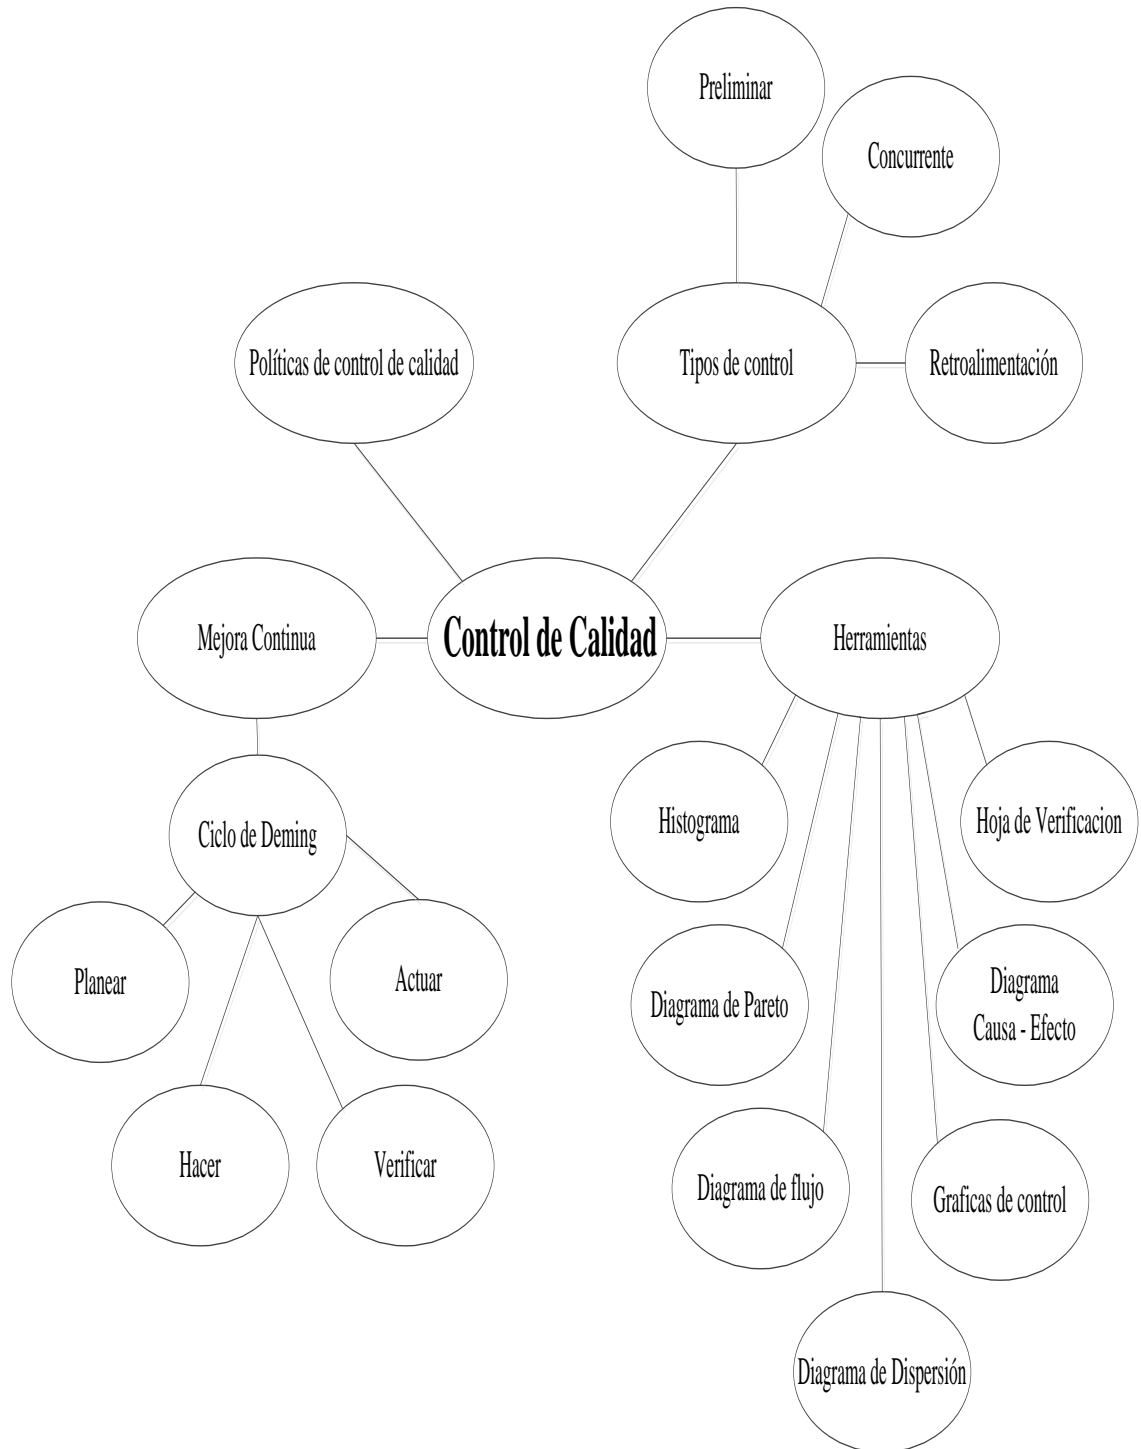 Preliminar
Concurrente
Políticas de control de calidad
Tipos de control
Retroalimentación
Mejora Continua
Control de Calidad
Herramientas
Ciclo de Deming
Histograma
Hoja de Verificacion
Planear
Actuar
Diagrama de Pareto
Diagrama
Causa - Efecto
Hacer
Verificar
Diagrama de flujo
Graficas de control
Diagrama de Dispersión